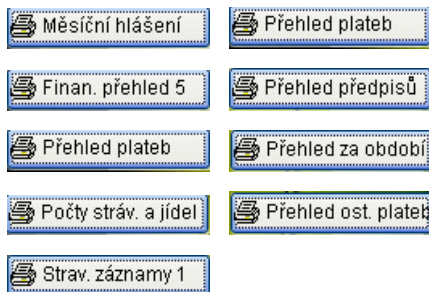 Měsíční hlášení
Přehled plateb
Finan. přehled 5
Přehled předpisů
Přehled plateb
Přehled za období
Počty stráv. a jídel
Přehled ost. plateb
Strav. záznamy 1